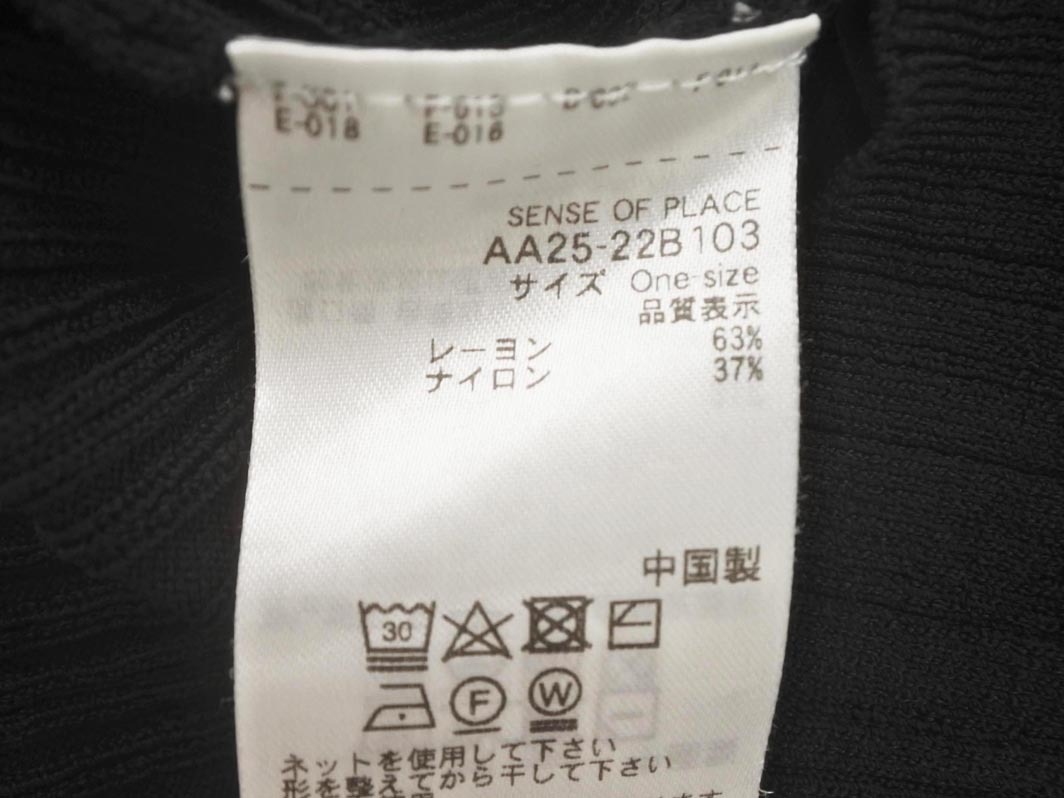 E-018 E-018
SENSE OF PLACE
AA25-22B103
サイズ One-size
品質表示
レーヨン 63%
ナイロン 37%
中国製
30
F W
ネットを使用して下さい
形を整えてから干して下さい